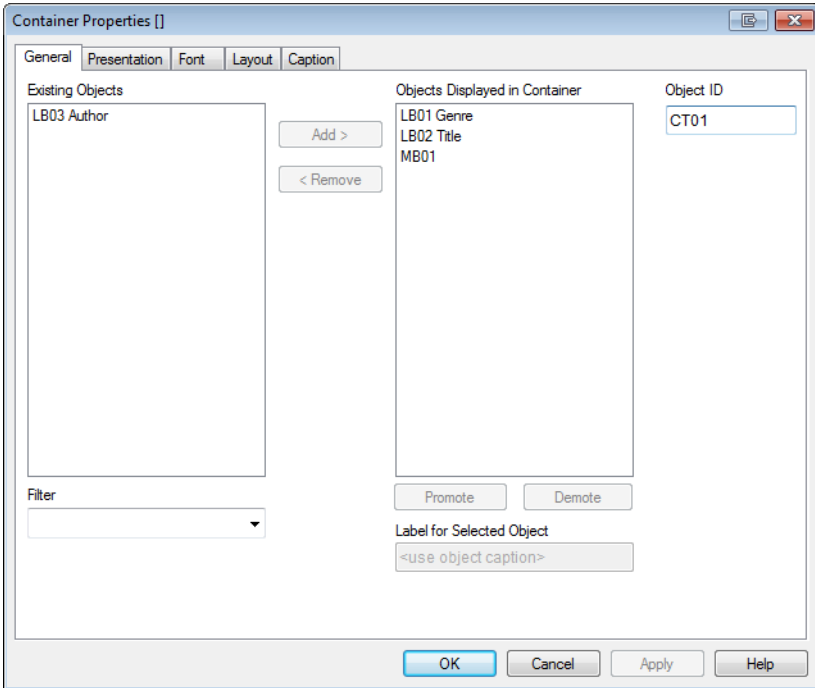 Container Properties []
General Presentation Font Layout Caption
Existing Objects
LB03 Author
Add >
< Remove
Objects Displayed in Container
LB01 Genre
LB02 Title
MB01
Object ID
CT01
Filter
Promote Demote
Label for Selected Object
<use object caption>
OK Cancel Apply Help